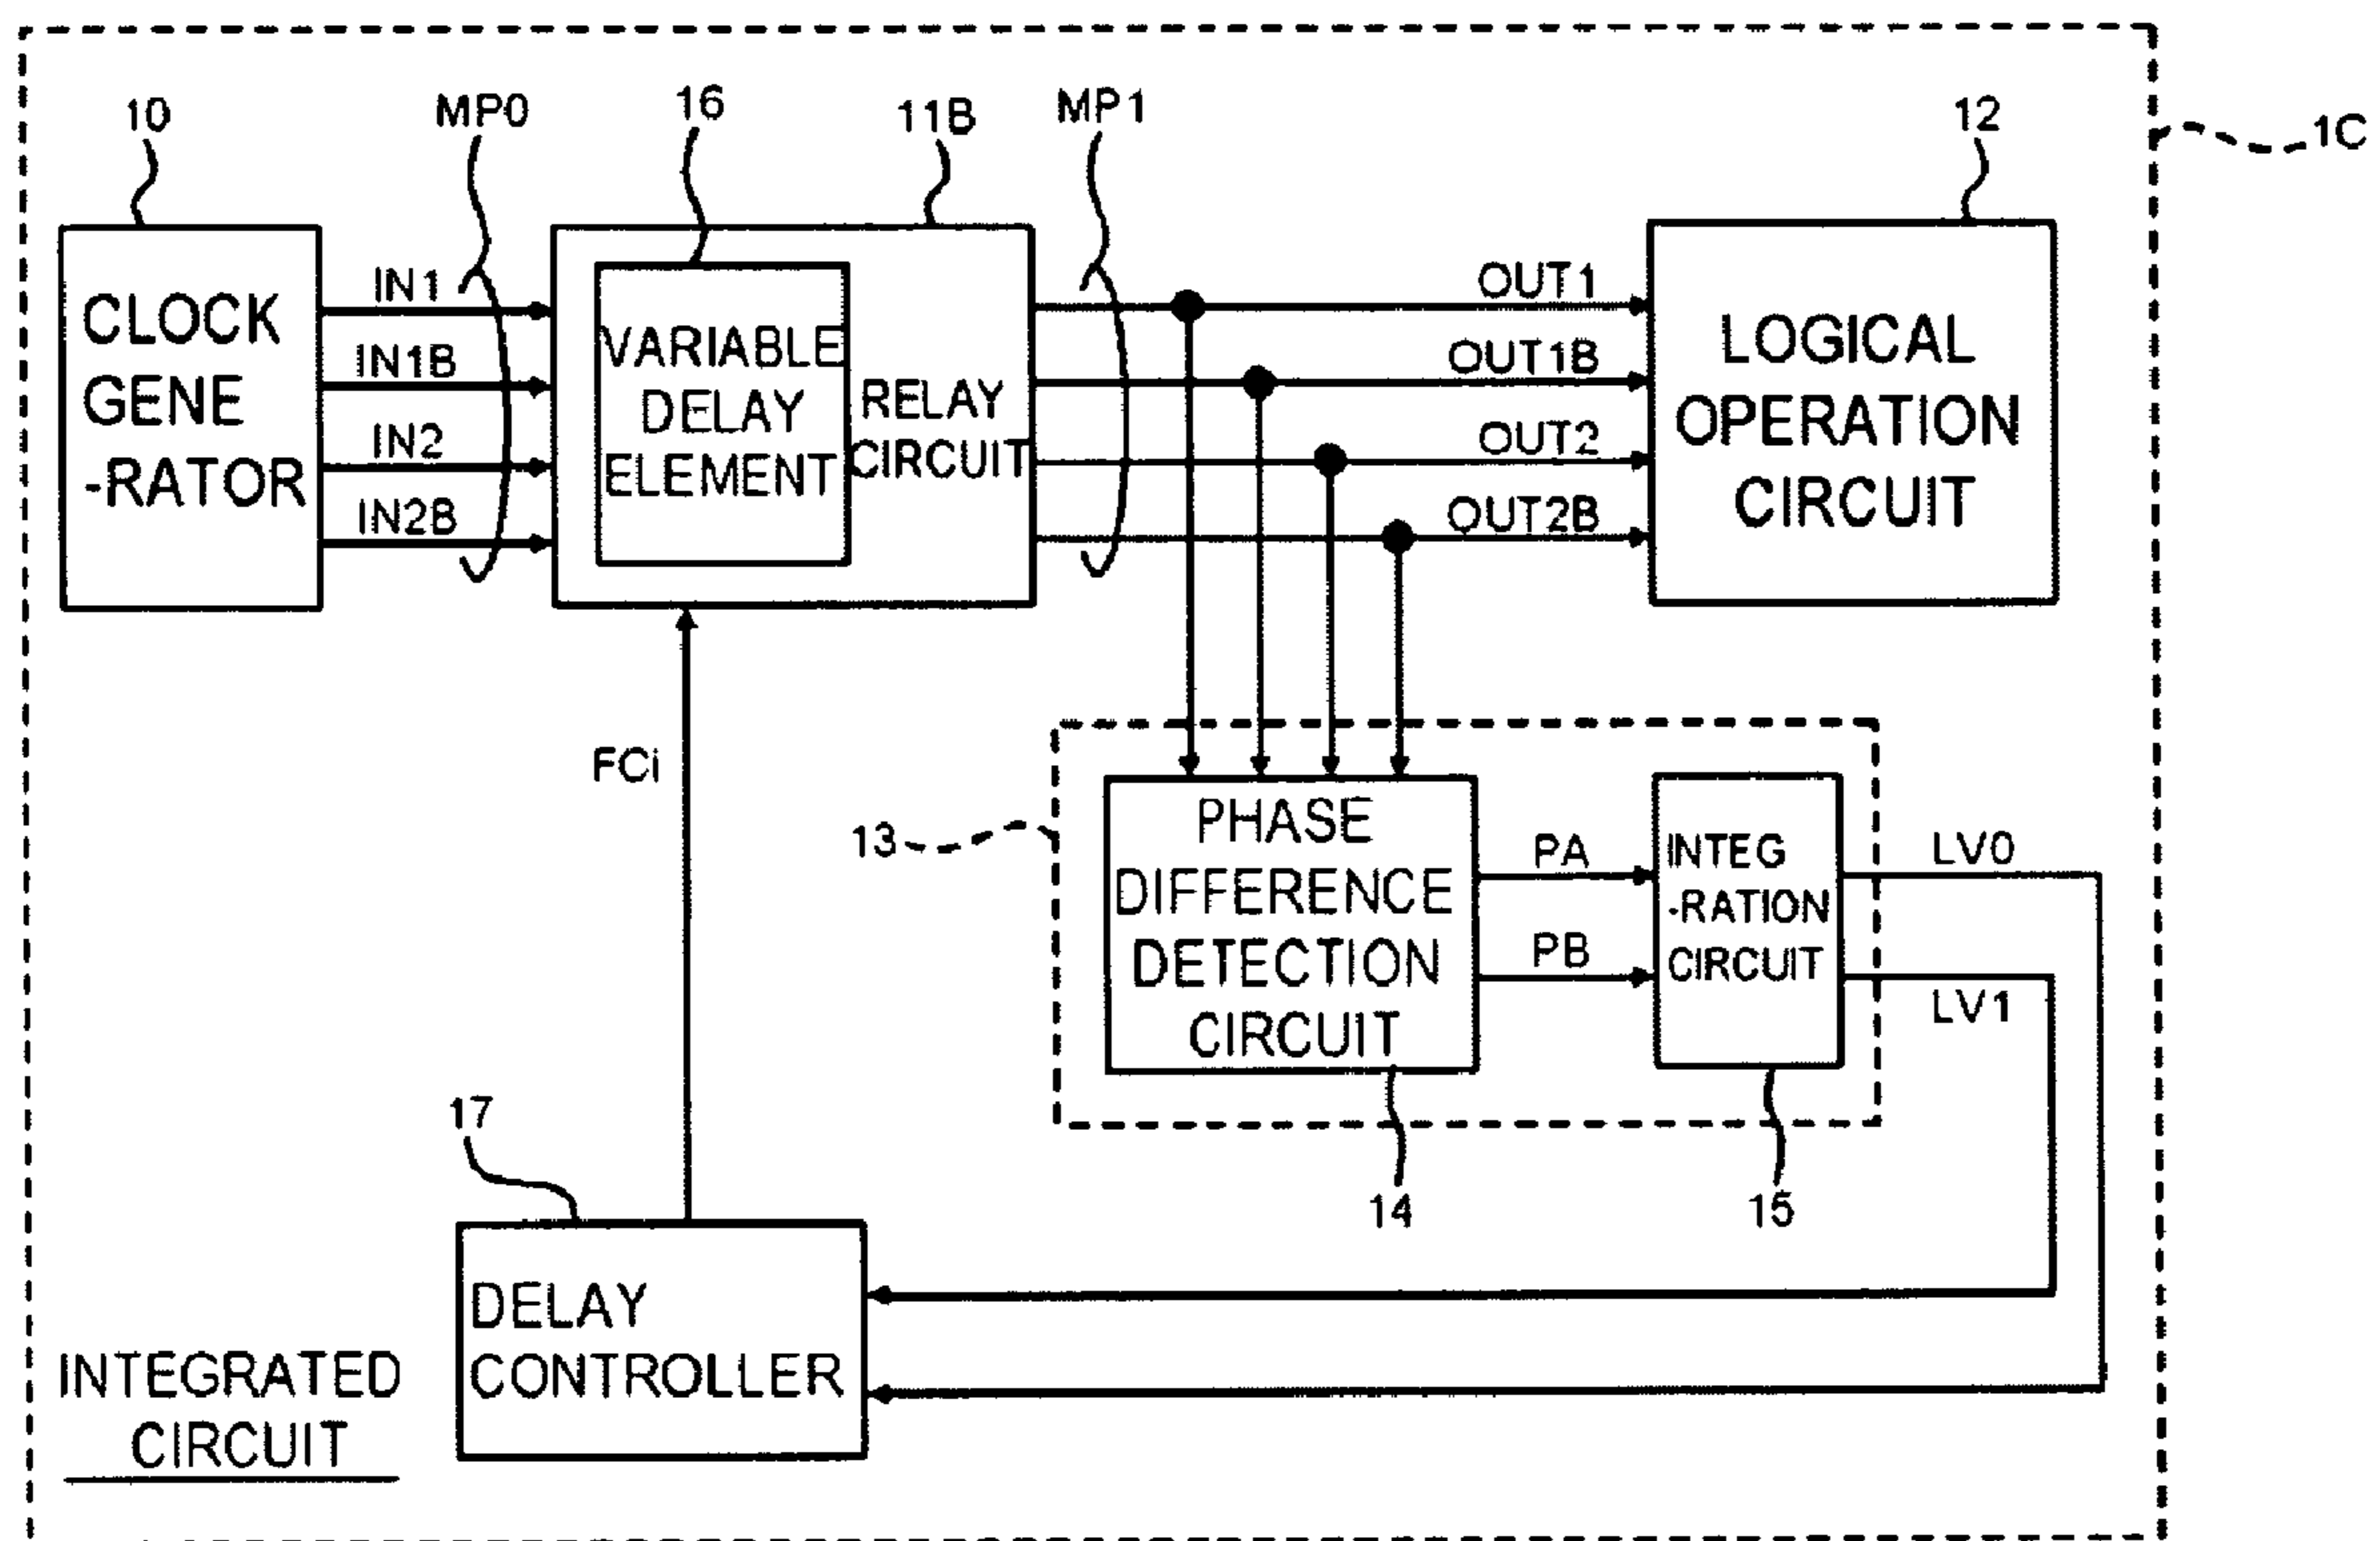 10
MP0
16
11B
MP1
12
1C
CLOCK
GENE
-RATOR
IN1
IN1B
IN2
IN2B
VARIABLE
DELAY
ELEMENT
RELAY
CIRCUIT
OUT1
OUT1B
OUT2
OUT2B
LOGICAL
OPERATION
CIRCUIT
FCi
13
PHASE
DIFFERENCE
DETECTION
CIRCUIT
PA
PB
INTEG
-RATION
CIRCUIT
LV0
LV1
14
15
17
DELAY
CONTROLLER
INTEGRATED
CIRCUIT